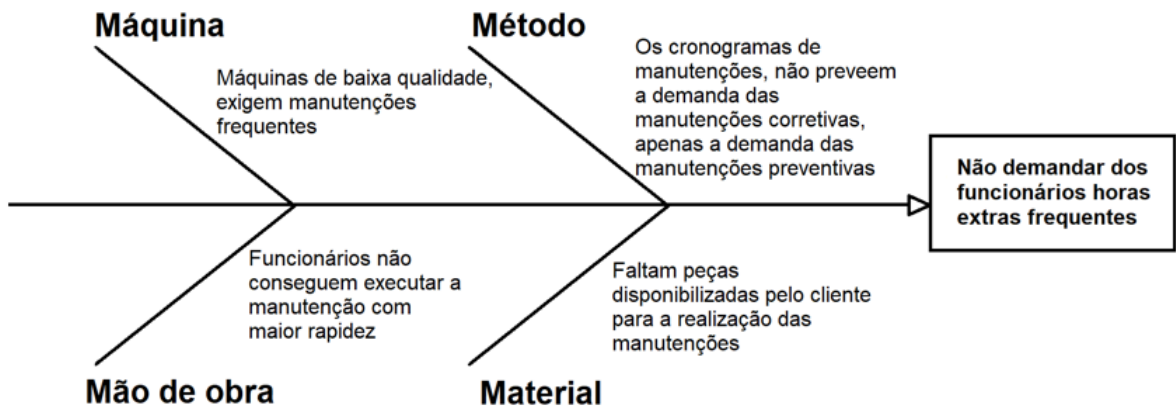 Máquina
Máquinas de baixa qualidade,
exigem manutenções
frequentes
Método
Os cronogramas de
manutenções, não preveem
a demanda das
manutenções corretivas,
apenas a demanda das
manutenções preventivas
Não demandar dos
funcionários horas
extras frequentes
Funcionários não
conseguem executar a
manutenção com
maior rapidez
Mão de obra
Faltam peças
disponibilizadas pelo cliente
para a realização das
manutenções
Material